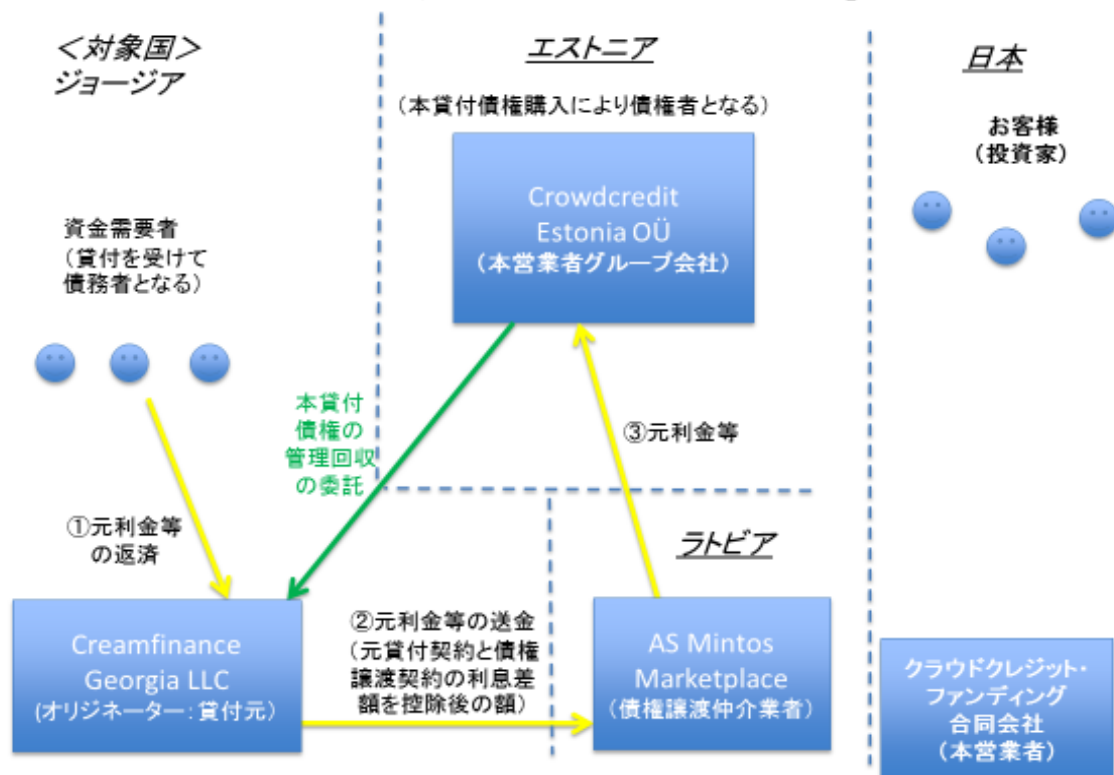 ＜対象国＞
ジョージア
資金需要者
（貸付を受けて
債務者となる）
①元利金等
の返済
Creamfinance
Georgia LLC
(オリジネーター：貸付元)
エストニア
（本貸付債権購入により債権者となる）
Crowdcredit
Estonia OÜ
（本営業者グループ会社）
本貸付
債権の
管理回収
の委託
③元利金等
②元利金等の送金
（元貸付契約と債権
譲渡契約の利息差
額を控除後の額）
ラトビア
AS Mintos
Marketplace
（債権譲渡仲介業者）
日本
お客様
（投資家）
クラウドクレジット・
ファンディング
合同会社
（本営業者）